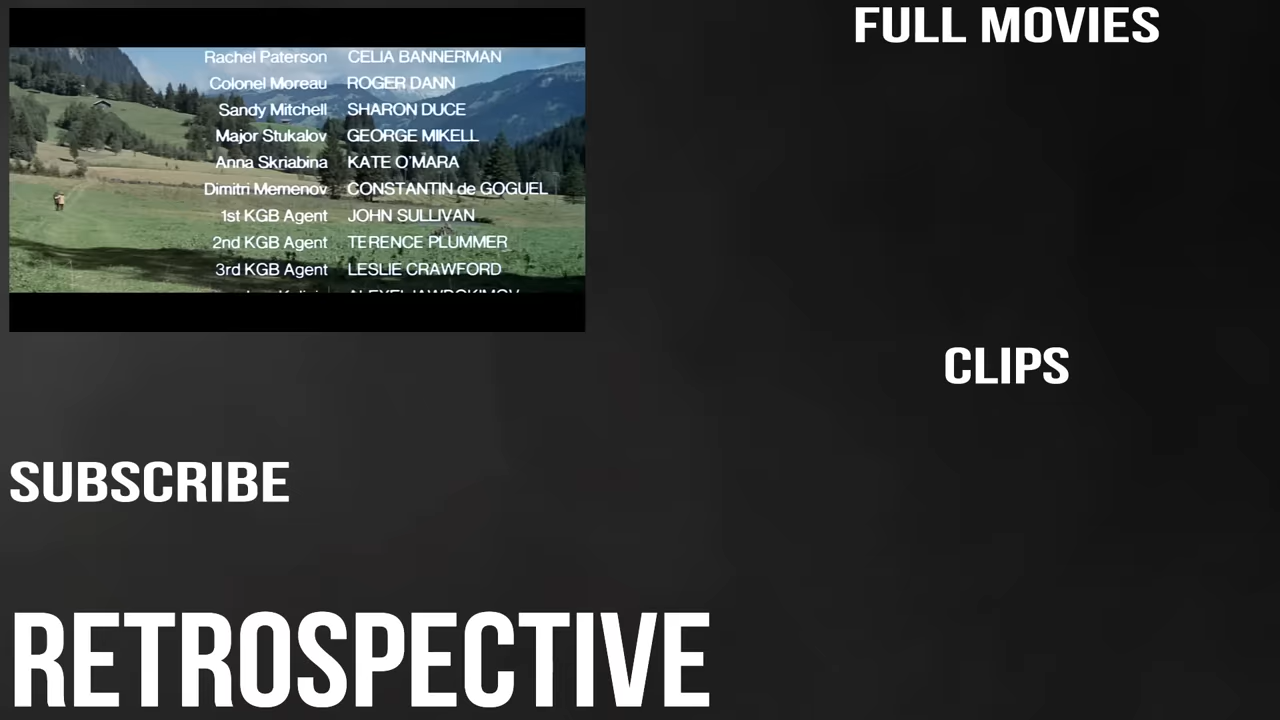 Rachel Paterson CELIA BANNERMAN
Colonel Moreau ROGER DANN
Sandy Mitchell SHARON DUCE
Major Stukalov GEORGE MIKELL
Anna Skriabina KATE O'MARA
Dimitri Memenov CONSTANTIN de GOGUEL
1st KGB Agent JOHN SULLIVAN
2nd KGB Agent TERENCE PLUMMER
3rd KGB Agent LESLIE CRAWFORD
FULL MOVIES
CLIPS
SUBSCRIBE
RETROSPECTIVE